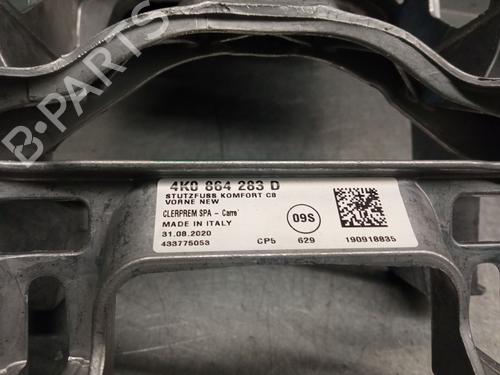 B-PARTS
4K0 864 283 D
STUTZFUSS KOMFORT C8
VORNE NEW
CLERPREM SPA - Carre'
MADE IN ITALY
31.08.2020
433775053 CP5 629 190918835
09S